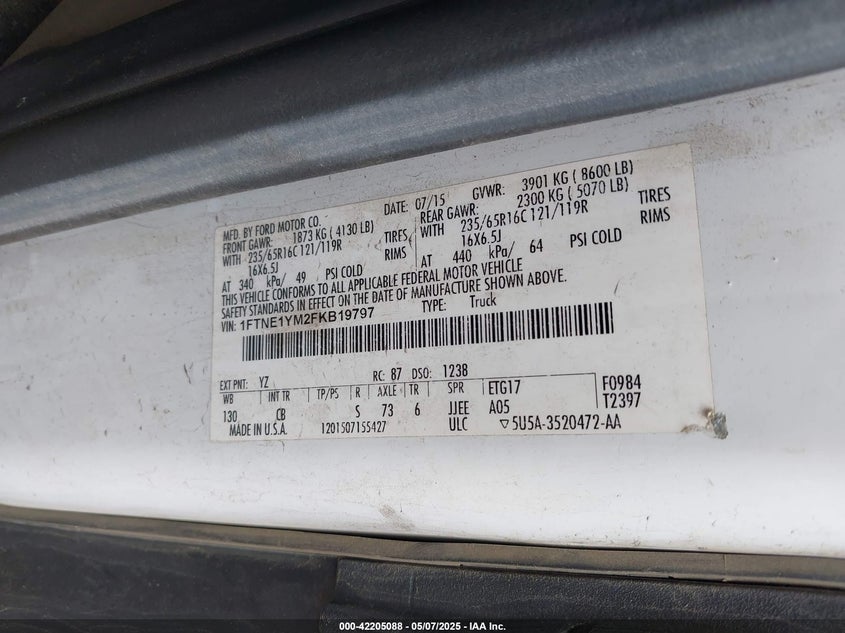 MFD. BY FORD MOTOR CO. DATE: 07/15 GVWR: 3901 KG ( 8600 LB)
FRONT GAWR: 1873 KG ( 4130 LB) REAR GAWR: 2300 KG ( 5070 LB)
WITH 235/65R16C 121/119R TIRES WITH 235/65R16C 121/119R TIRES
16X6.5J RIMS 16X6.5J RIMS
AT 340 kPa/ 49 PSI COLD AT 440 kPa/ 64 PSI COLD
THIS VEHICLE CONFORMS TO ALL APPLICABLE FEDERAL MOTOR VEHICLE
SAFETY STANDARDS IN EFFECT ON THE DATE OF MANUFACTURE SHOWN ABOVE.
VIN: 1FTNE1YM2FKB19797 TYPE: Truck
EXT PNT: YZ RC: 87 DSO: 1238
WB INT TR TP/PS R AXLE TR SPR ETG17 F0984
130 CB S 73 6 JJEE A05 T2397
MADE IN U.S.A. 1201507155427 ULC ▽5U5A-3520472-AA
000-42205088 - 05/07/2025 - IAA Inc.